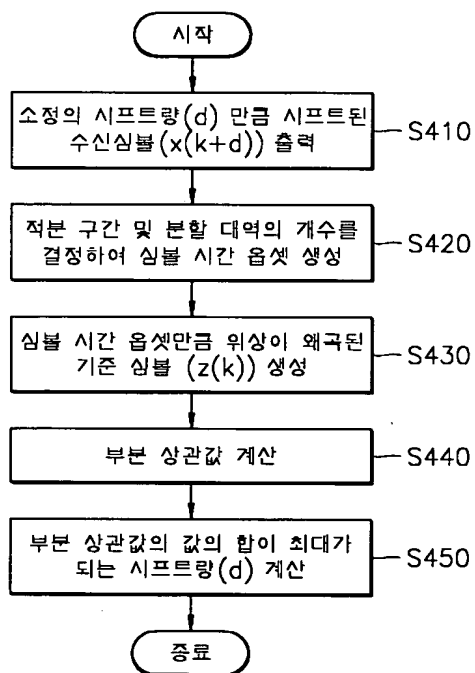 시작
소정의 시프트량(d) 만큼 시프트된
수신심볼(x(k+d)) 출력
S410
적분 구간 및 분할 대역의 개수를
결정하여 심볼 시간 옵셋 생성
S420
심볼 시간 옵셋만큼 위상이 왜곡된
기준 심볼 (z(k)) 생성
S430
부분 상관값 계산
S440
부분 상관값의 값의 합이 최대가
되는 시프트량(d) 계산
S450
종료